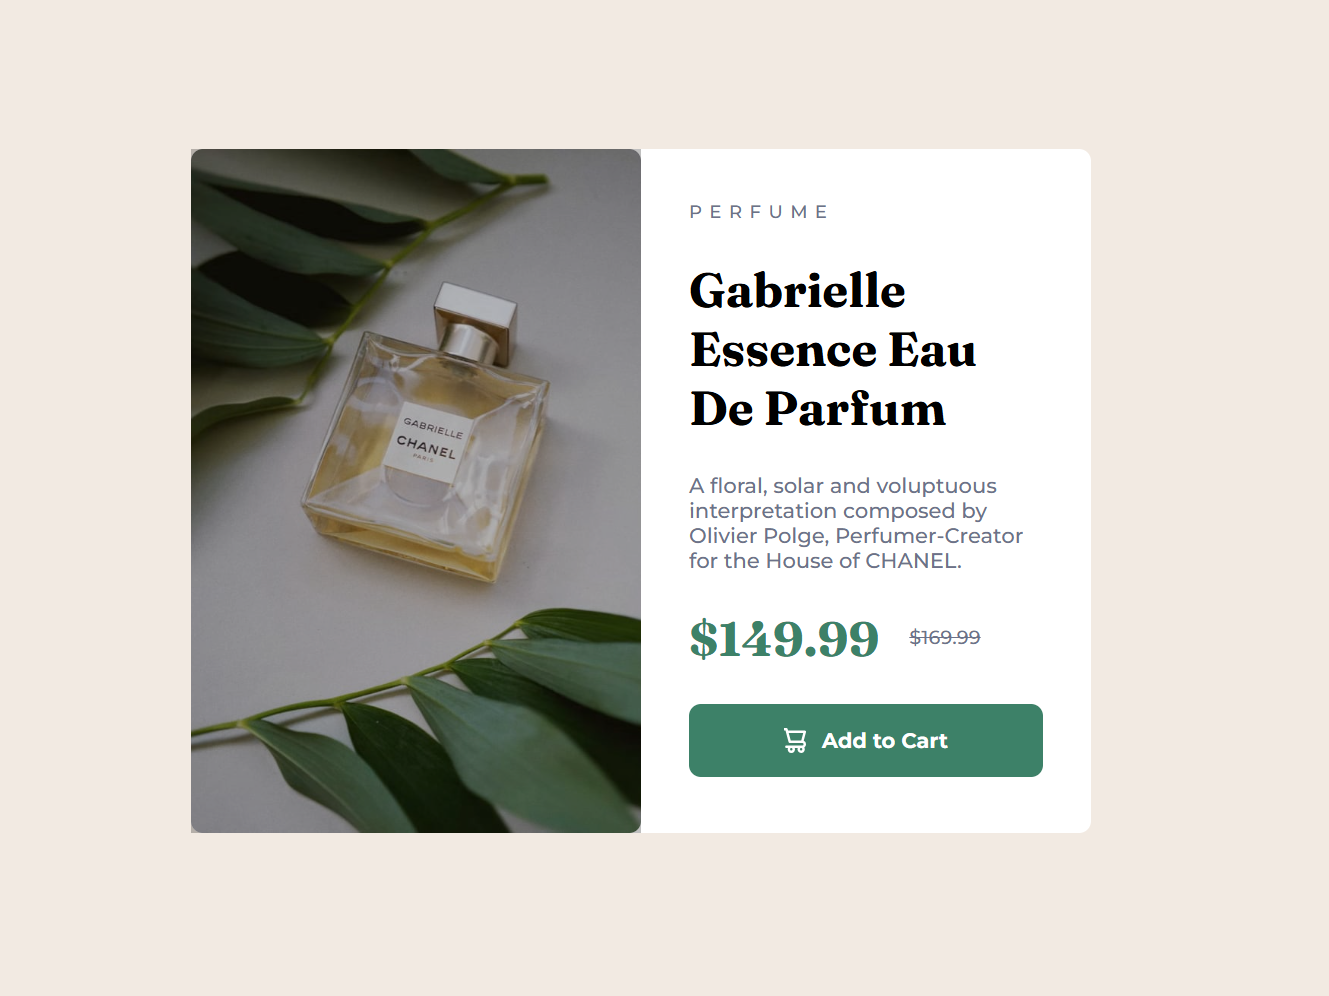 GABRIELLE
CHANEL
PARIS
PERFUME
Gabrielle
Essence Eau
De Parfum
A floral, solar and voluptuous
interpretation composed by
Olivier Polge, Perfumer-Creator
for the House of CHANEL.
$149.99 $169.99
Add to Cart